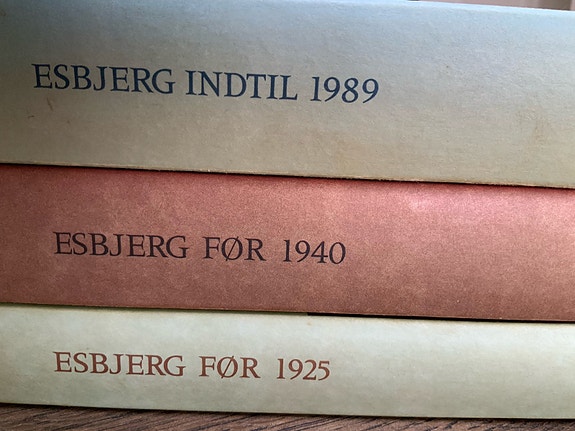 ESBJERG INDTIL 1989
ESBJERG FØR 1940
ESBJERG FØR 1925